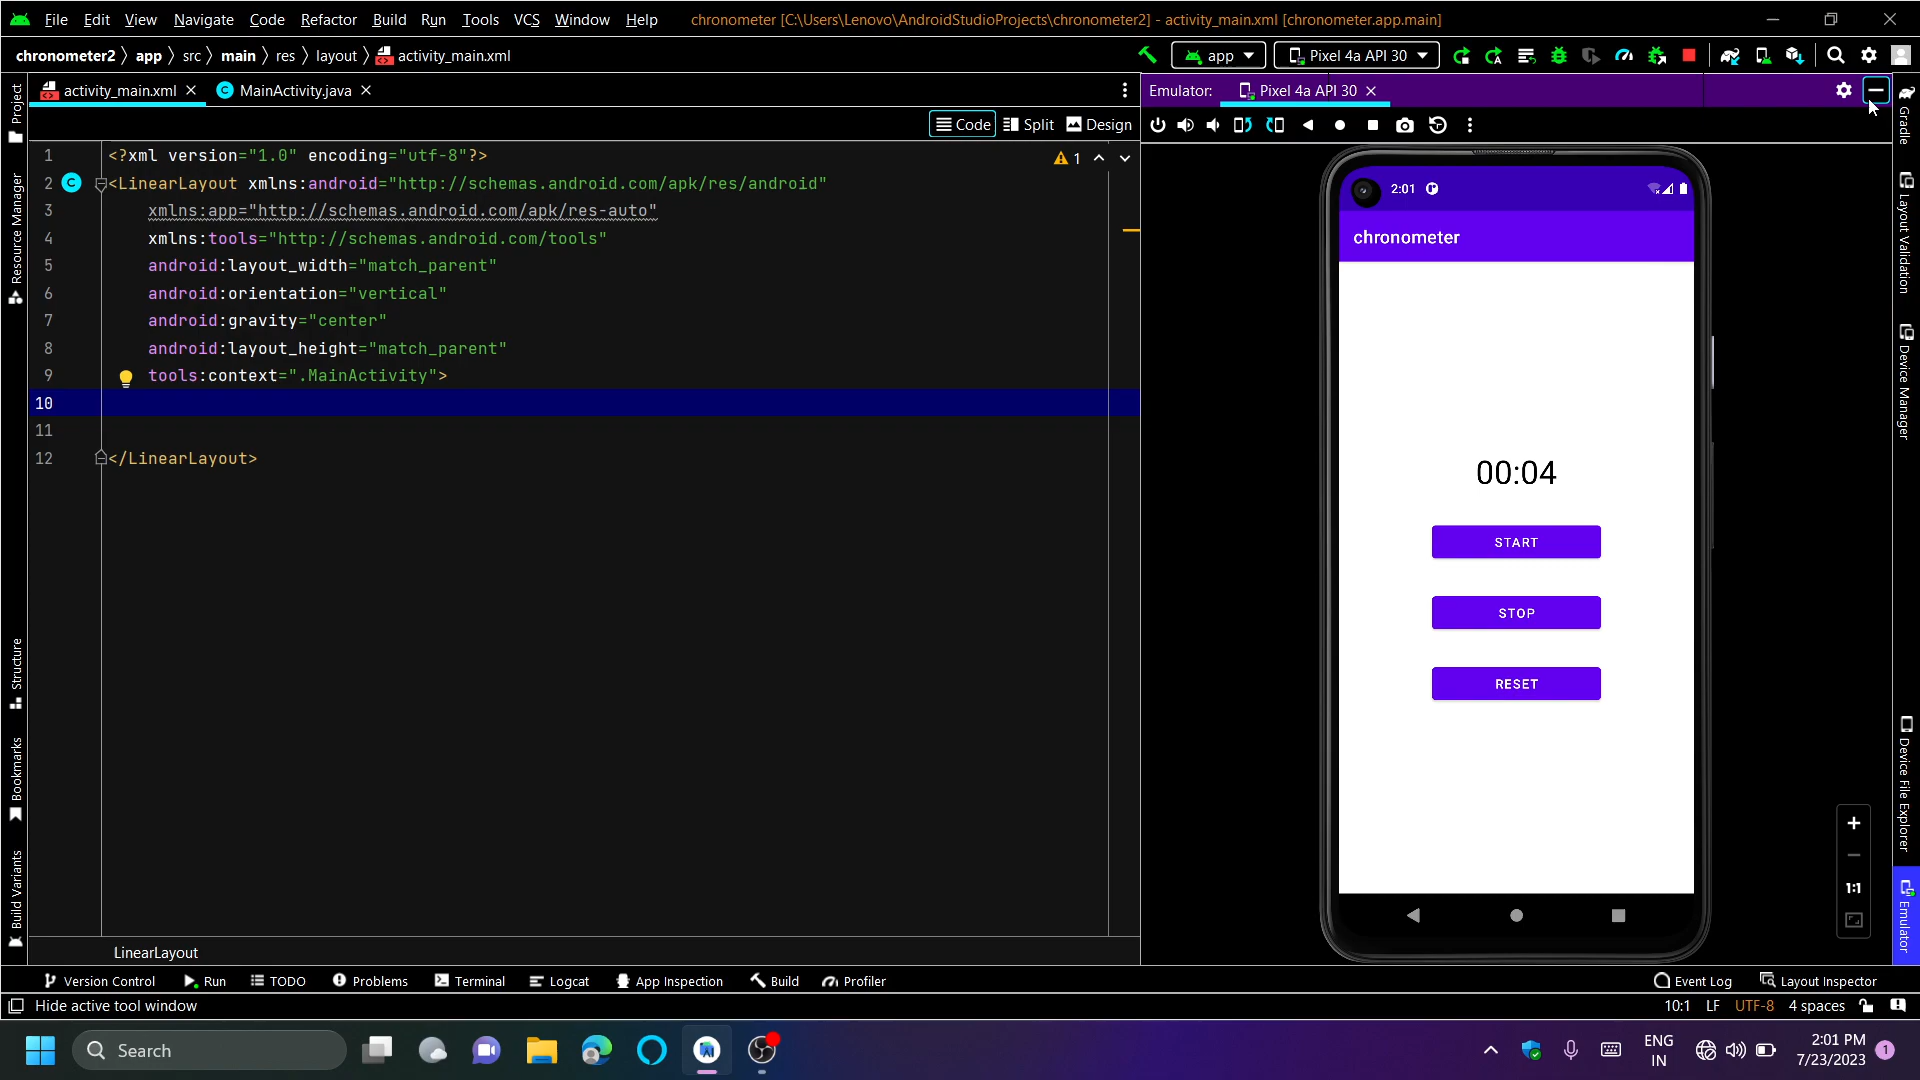 File Edit View Navigate Code Refactor Build Run Tools VCS Window Help chronometer [C:\Users\Lenovo\AndroidStudioProjects\chronometer2] - activity_main.xml [chronometer.app.main]
chronometer2 app src main res layout activity_main.xml app Pixel 4a API 30
activity_main.xml MainActivity.java Emulator: Pixel 4a API 30
Code Split Design
1 <?xml version="1.0" encoding="utf-8"?> 1
2 <LinearLayout xmlns:android="http://schemas.android.com/apk/res/android"
3 xmlns:app="http://schemas.android.com/apk/res-auto"
4 xmlns:tools="http://schemas.android.com/tools"
5 android:layout_width="match_parent"
6 android:orientation="vertical"
7 android:gravity="center"
8 android:layout_height="match_parent"
9 tools:context=".MainActivity">
10
11
12 </LinearLayout>
LinearLayout
Project
Resource Manager
Structure
Bookmarks
Build Variants
2:01
chronometer
00:04
START
STOP
RESET
1:1
Gradle
Layout Validation
Device Manager
Device File Explorer
Emulator
Version Control Run TODO Problems Terminal Logcat App Inspection Build Profiler Event Log Layout Inspector
Hide active tool window 10:1 LF UTF-8 4 spaces
Search ENG IN 2:01 PM 7/23/2023 1